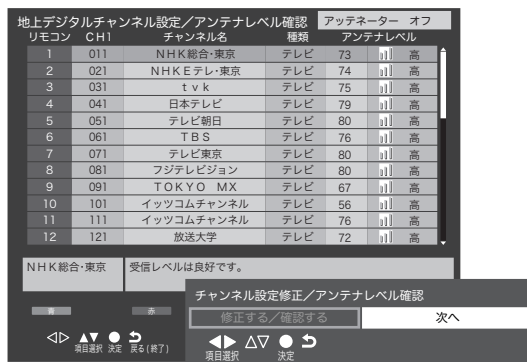 地上デジタルチャンネル設定／アンテナレベル確認 アッテネーター オフ
リモコン CH1 チャンネル名 種類 アンテナレベル
1 011 NHK総合･東京 テレビ 73 高
2 021 NHKEテレ･東京 テレビ 74 高
3 031 tvk テレビ 75 高
4 041 日本テレビ テレビ 79 高
5 051 テレビ朝日 テレビ 80 高
6 061 TBS テレビ 76 高
7 071 テレビ東京 テレビ 80 高
8 081 フジテレビジョン テレビ 80 高
9 091 TOKYO MX テレビ 67 高
10 101 イッツコムチャンネル テレビ 56 高
11 111 イッツコムチャンネル テレビ 76 高
12 121 放送大学 テレビ 72 高
NHK総合･東京 受信レベルは良好です。
青 赤
項目選択 決定 戻る(終了)
チャンネル設定修正／アンテナレベル確認
修正する／確認する 次へ
項目選択 決定